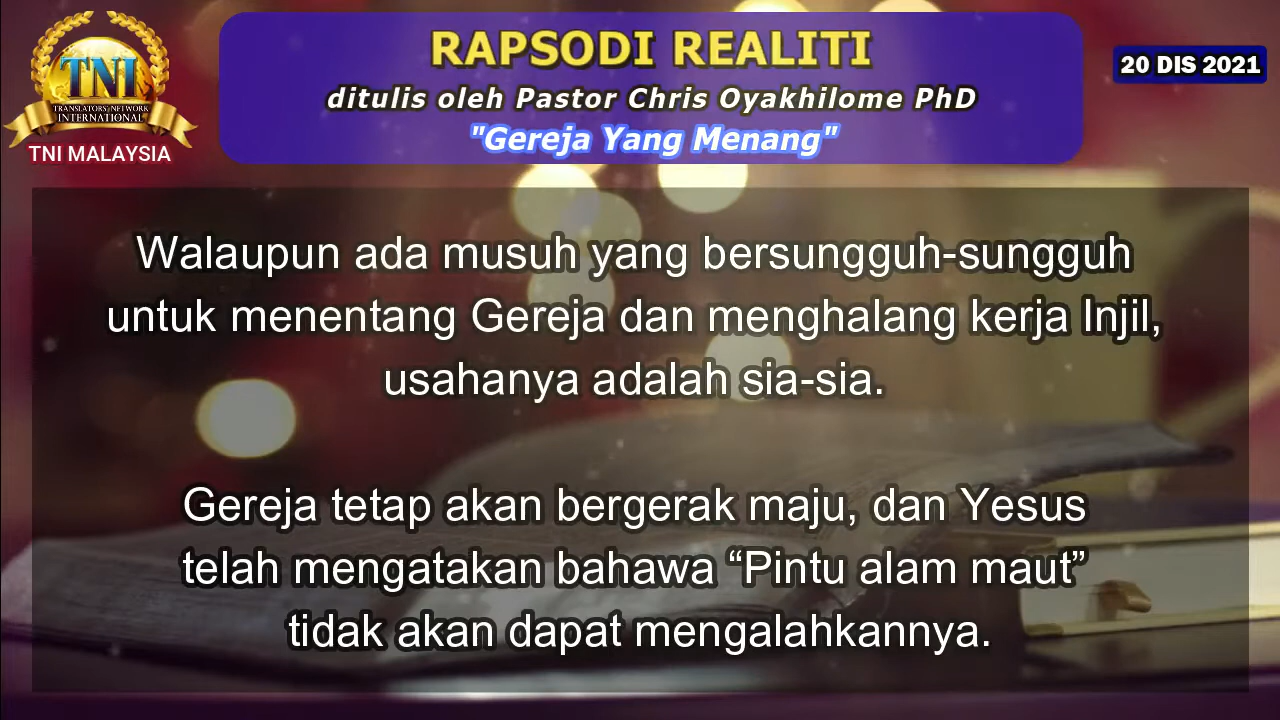 TNI
TRANSLATORS' NETWORK
INTERNATIONAL
TNI MALAYSIA
RAPSODI REALITI
ditulis oleh Pastor Chris Oyakhilome PhD
"Gereja Yang Menang"
20 DIS 2021
Walaupun ada musuh yang bersungguh-sungguh
untuk menentang Gereja dan menghalang kerja Injil,
usahanya adalah sia-sia.
Gereja tetap akan bergerak maju, dan Yesus
telah mengatakan bahawa “Pintu alam maut”
tidak akan dapat mengalahkannya.